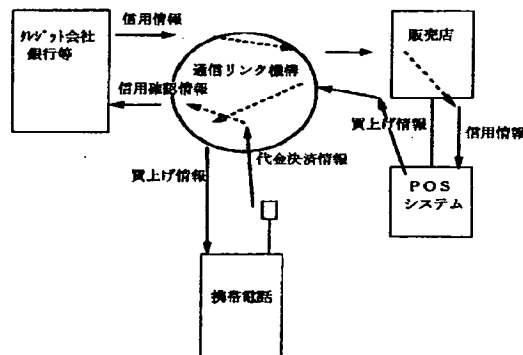 クレジット会社
銀行等
信用情報
販売店
通信リンク機構
信用確認情報
買上げ情報
信用情報
代金決済情報
買上げ情報
POS
システム
携帯電話